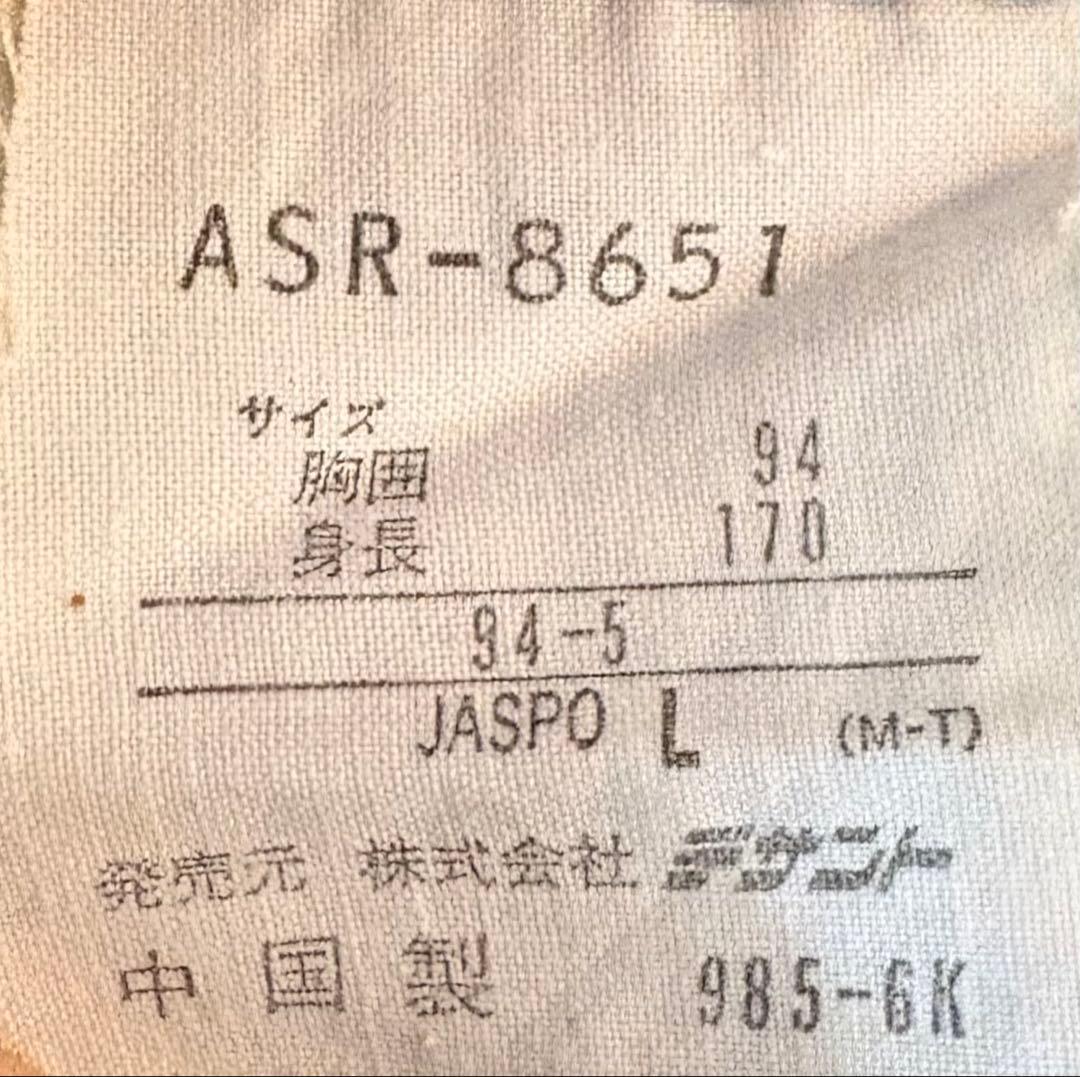 ASR-8651
サイズ
胸囲 94
身長 170
94-5
JASPO L (M-T)
発売元 株式会社 デサント
中国製 985-6K